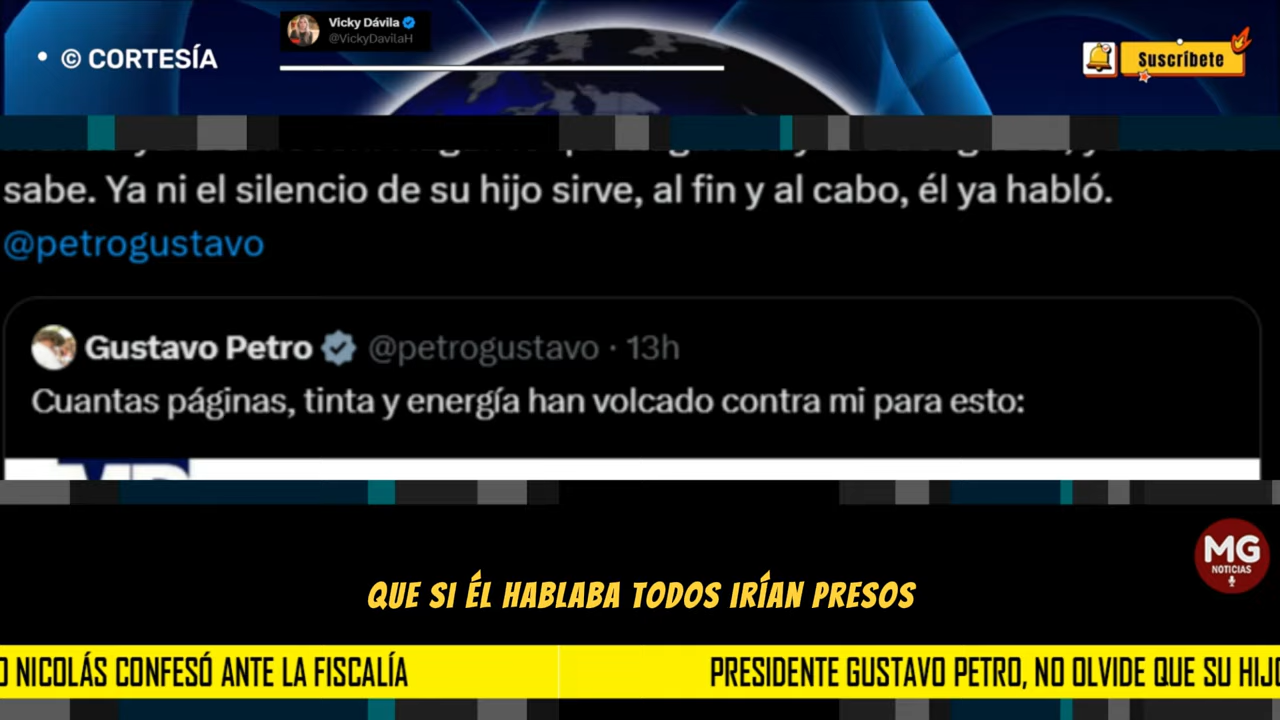 Vicky Dávila
@VickyDavilaH
• © CORTESÍA
Suscríbete
sabe. Ya ni el silencio de su hijo sirve, al fin y al cabo, él ya habló.
@petrogustavo
Gustavo Petro @petrogustavo · 13h
Cuantas páginas, tinta y energía han volcado contra mi para esto:
MG
NOTICIAS
QUE SI ÉL HABLABA TODOS IRÍAN PRESOS
O NICOLÁS CONFESÓ ANTE LA FISCALÍA PRESIDENTE GUSTAVO PETRO, NO OLVIDE QUE SU HIJO